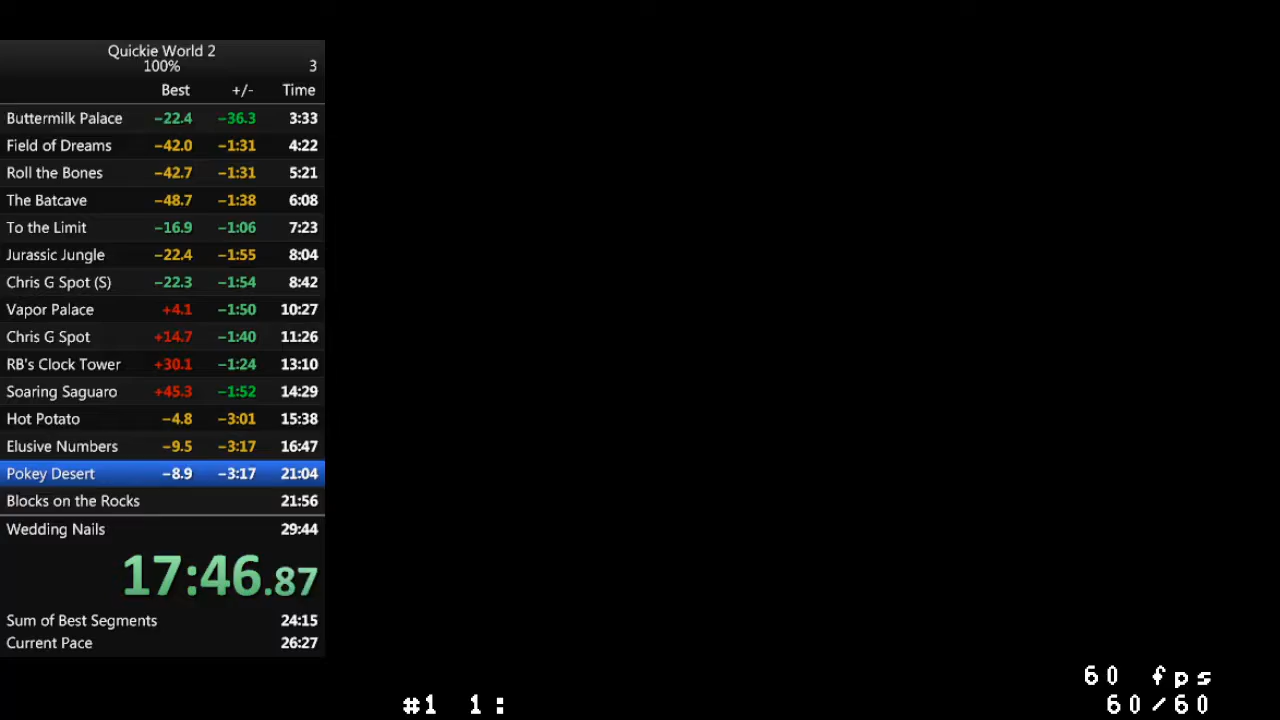 Quickie World 2
100% 3
Best +/- Time
Buttermilk Palace −22.4 −36.3 3:33
Field of Dreams −42.0 −1:31 4:22
Roll the Bones −42.7 −1:31 5:21
The Batcave −48.7 −1:38 6:08
To the Limit −16.9 −1:06 7:23
Jurassic Jungle −22.4 −1:55 8:04
Chris G Spot (S) −22.3 −1:54 8:42
Vapor Palace +4.1 −1:50 10:27
Chris G Spot +14.7 −1:40 11:26
RB's Clock Tower +30.1 −1:24 13:10
Soaring Saguaro +45.3 −1:52 14:29
Hot Potato −4.8 −3:01 15:38
Elusive Numbers −9.5 −3:17 16:47
Pokey Desert −8.9 −3:17 21:04
Blocks on the Rocks 21:56
Wedding Nails 29:44
17:46.87
Sum of Best Segments 24:15
Current Pace 26:27
60 fps
#1 1: 60/60